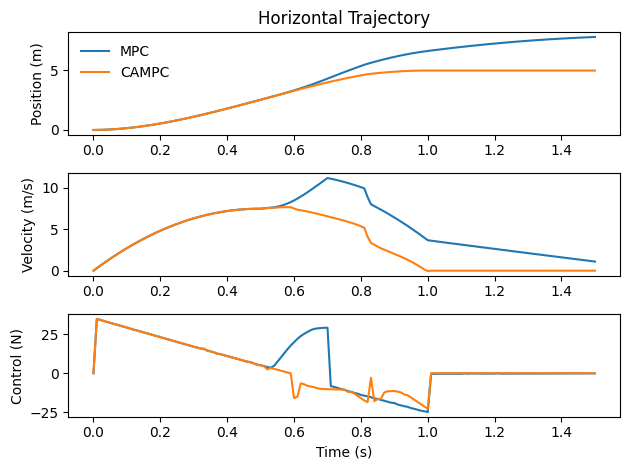 Horizontal Trajectory
Position (m)
5
0
MPC
CAMPC
0.0 0.2 0.4 0.6 0.8 1.0 1.2 1.4
Velocity (m/s)
10
5
0
0.0 0.2 0.4 0.6 0.8 1.0 1.2 1.4
Control (N)
25
0
−25
0.0 0.2 0.4 0.6 0.8 1.0 1.2 1.4
Time (s)